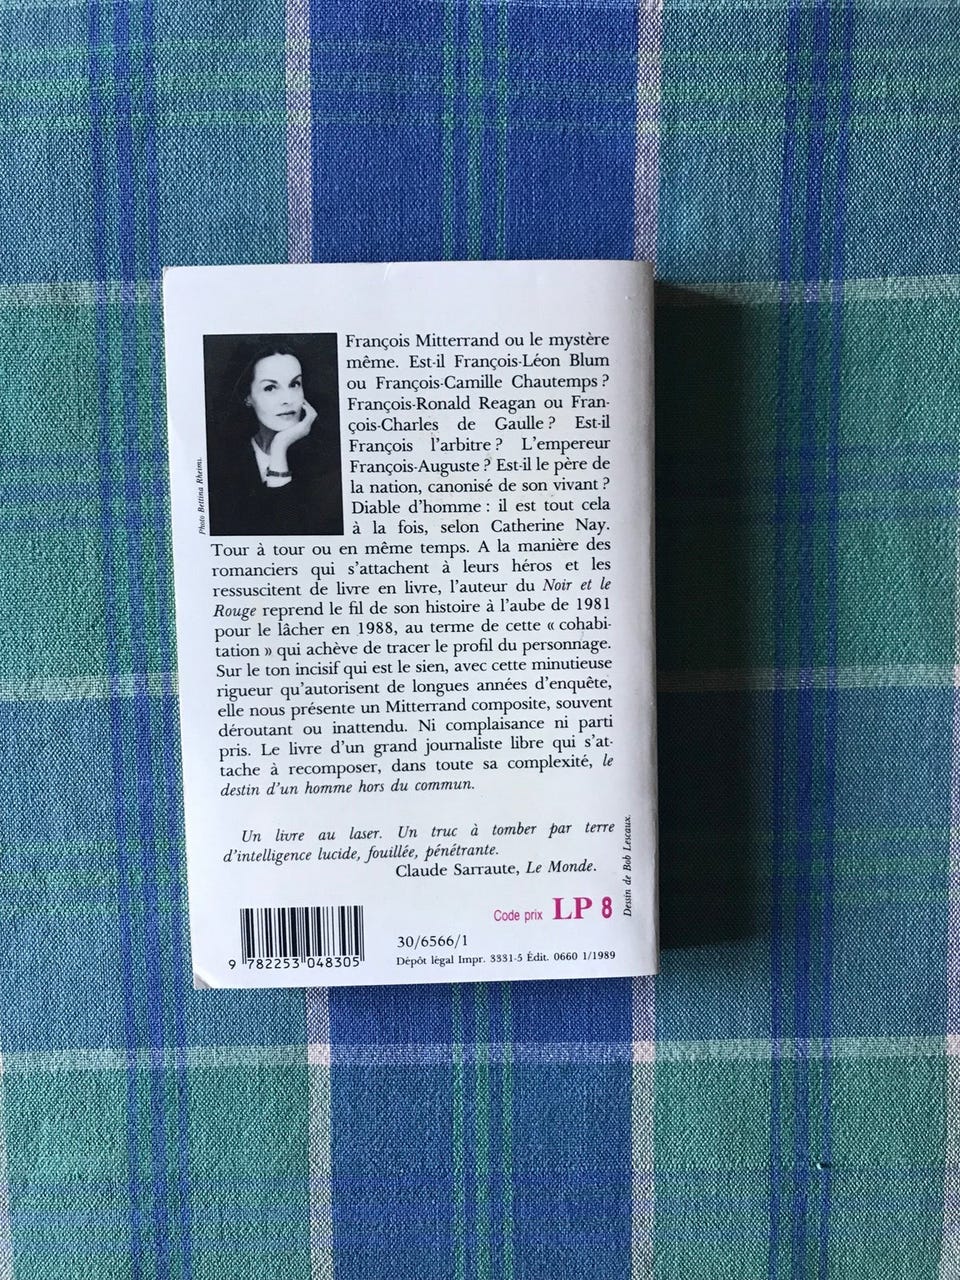 François Mitterrand ou le mystère
même. Est-il François-Léon Blum
ou François-Camille Chautemps ?
François-Ronald Reagan ou Fran-
çois-Charles de Gaulle ? Est-il
François l'arbitre ? L'empereur
François-Auguste ? Est-il le père de
la nation, canonisé de son vivant ?
Diable d'homme : il est tout cela
à la fois, selon Catherine Nay.
Tour à tour ou en même temps. A la manière des
romanciers qui s'attachent à leurs héros et les
ressuscitent de livre en livre, l'auteur du Noir et le
Rouge reprend le fil de son histoire à l'aube de 1981
pour le lâcher en 1988, au terme de cette « cohabi-
tation » qui achève de tracer le profil du personnage.
Sur le ton incisif qui est le sien, avec cette minutieuse
rigueur qu'autorisent de longues années d'enquête,
elle nous présente un Mitterrand composite, souvent
déroutant ou inattendu. Ni complaisance ni parti
pris. Le livre d'un grand journaliste libre qui s'at-
tache à recomposer, dans toute sa complexité, le
destin d'un homme hors du commun.
Photo Bettina Rheims.
Un livre au laser. Un truc à tomber par terre
d'intelligence lucide, fouillée, pénétrante.
Claude Sarraute, Le Monde.
Dessin de Bob Lescaux.
Code prix LP 8
30/6566/1
Dépôt légal Impr. 3331-5 Édit. 0660 1/1989
9 782253 048305